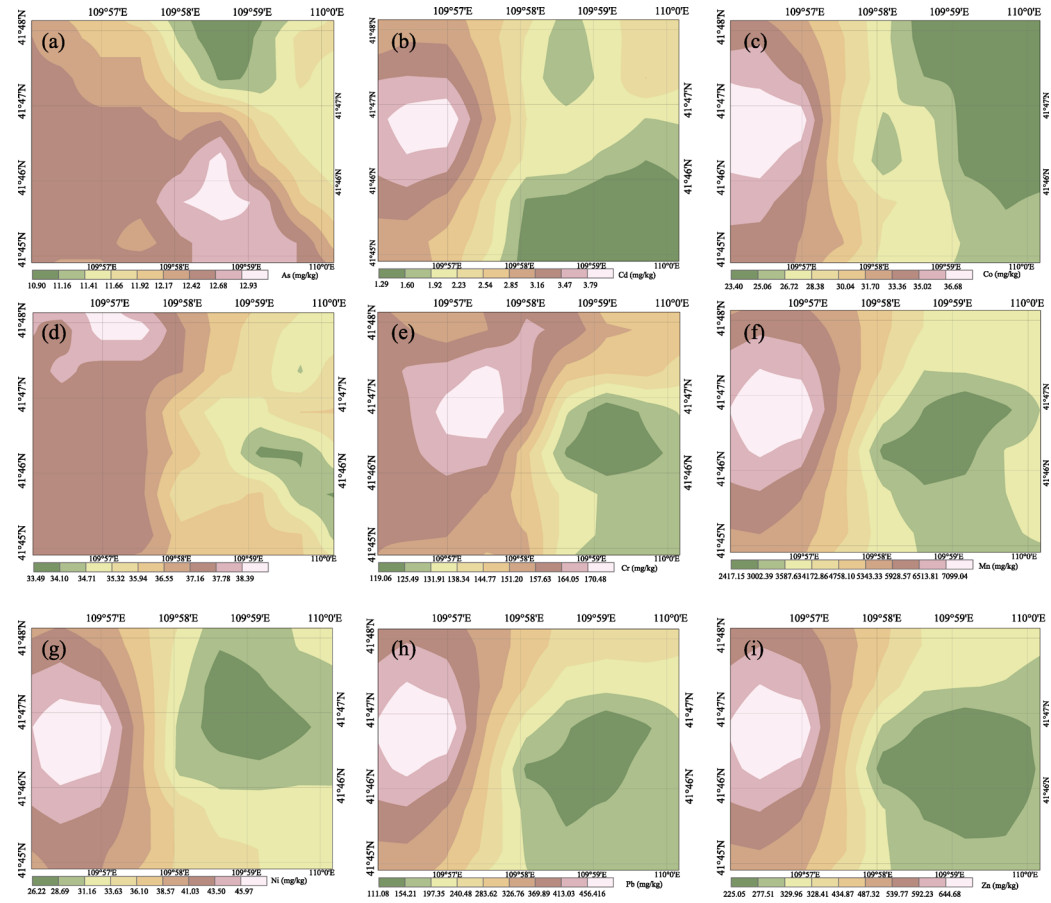 109°57'E 109°58'E 109°59'E 110°0'E
109°57'E 109°58'E 109°59'E 110°0'E
109°57'E 109°58'E 109°59'E 110°0'E
(a)
41°48'N 41°47'N 41°46'N 41°45'N
41°47'N 41°46'N
109°57'E 109°58'E 109°59'E 110°0'E
As (mg/kg)
10.90 11.16 11.41 11.66 11.92 12.17 12.42 12.68 12.93
(b)
41°48'N 41°47'N 41°46'N 41°45'N
41°47'N 41°46'N
109°57'E 109°58'E 109°59'E 110°0'E
Cd (mg/kg)
1.29 1.60 1.92 2.23 2.54 2.85 3.16 3.47 3.79
(c)
41°48'N 41°47'N 41°46'N 41°45'N
41°47'N 41°46'N
109°57'E 109°58'E 109°59'E 110°0'E
Co (mg/kg)
23.40 25.06 26.72 28.38 30.04 31.70 33.36 35.02 36.68
109°57'E 109°58'E 109°59'E 110°0'E
109°57'E 109°58'E 109°59'E 110°0'E
109°57'E 109°58'E 109°59'E 110°0'E
(d)
41°48'N 41°47'N 41°46'N 41°45'N
41°47'N 41°46'N
109°57'E 109°58'E 109°59'E 110°0'E
33.49 34.10 34.71 35.32 35.94 36.55 37.16 37.78 38.39
(e)
41°48'N 41°47'N 41°46'N 41°45'N
41°47'N 41°46'N
109°57'E 109°58'E 109°59'E 110°0'E
Cr (mg/kg)
119.06 125.49 131.91 138.34 144.77 151.20 157.63 164.05 170.48
(f)
41°48'N 41°47'N 41°46'N 41°45'N
41°47'N 41°46'N
109°57'E 109°58'E 109°59'E 110°0'E
Mn (mg/kg)
2417.15 3002.39 3587.63 4172.86 4758.10 5343.33 5928.57 6513.81 7099.04
109°57'E 109°58'E 109°59'E 110°0'E
109°57'E 109°58'E 109°59'E 110°0'E
109°57'E 109°58'E 109°59'E 110°0'E
(g)
41°48'N 41°47'N 41°46'N 41°45'N
41°47'N 41°46'N
109°57'E 109°58'E 109°59'E 110°0'E
Ni (mg/kg)
26.22 28.69 31.16 33.63 36.10 38.57 41.03 43.50 45.97
(h)
41°48'N 41°47'N 41°46'N 41°45'N
41°47'N 41°46'N
109°57'E 109°58'E 109°59'E 110°0'E
Pb (mg/kg)
111.08 154.21 197.35 240.48 283.62 326.76 369.89 413.03 456.416
(i)
41°48'N 41°47'N 41°46'N 41°45'N
41°47'N 41°46'N
109°57'E 109°58'E 109°59'E 110°0'E
Zn (mg/kg)
225.05 277.51 329.96 328.41 434.87 487.32 539.77 592.23 644.68